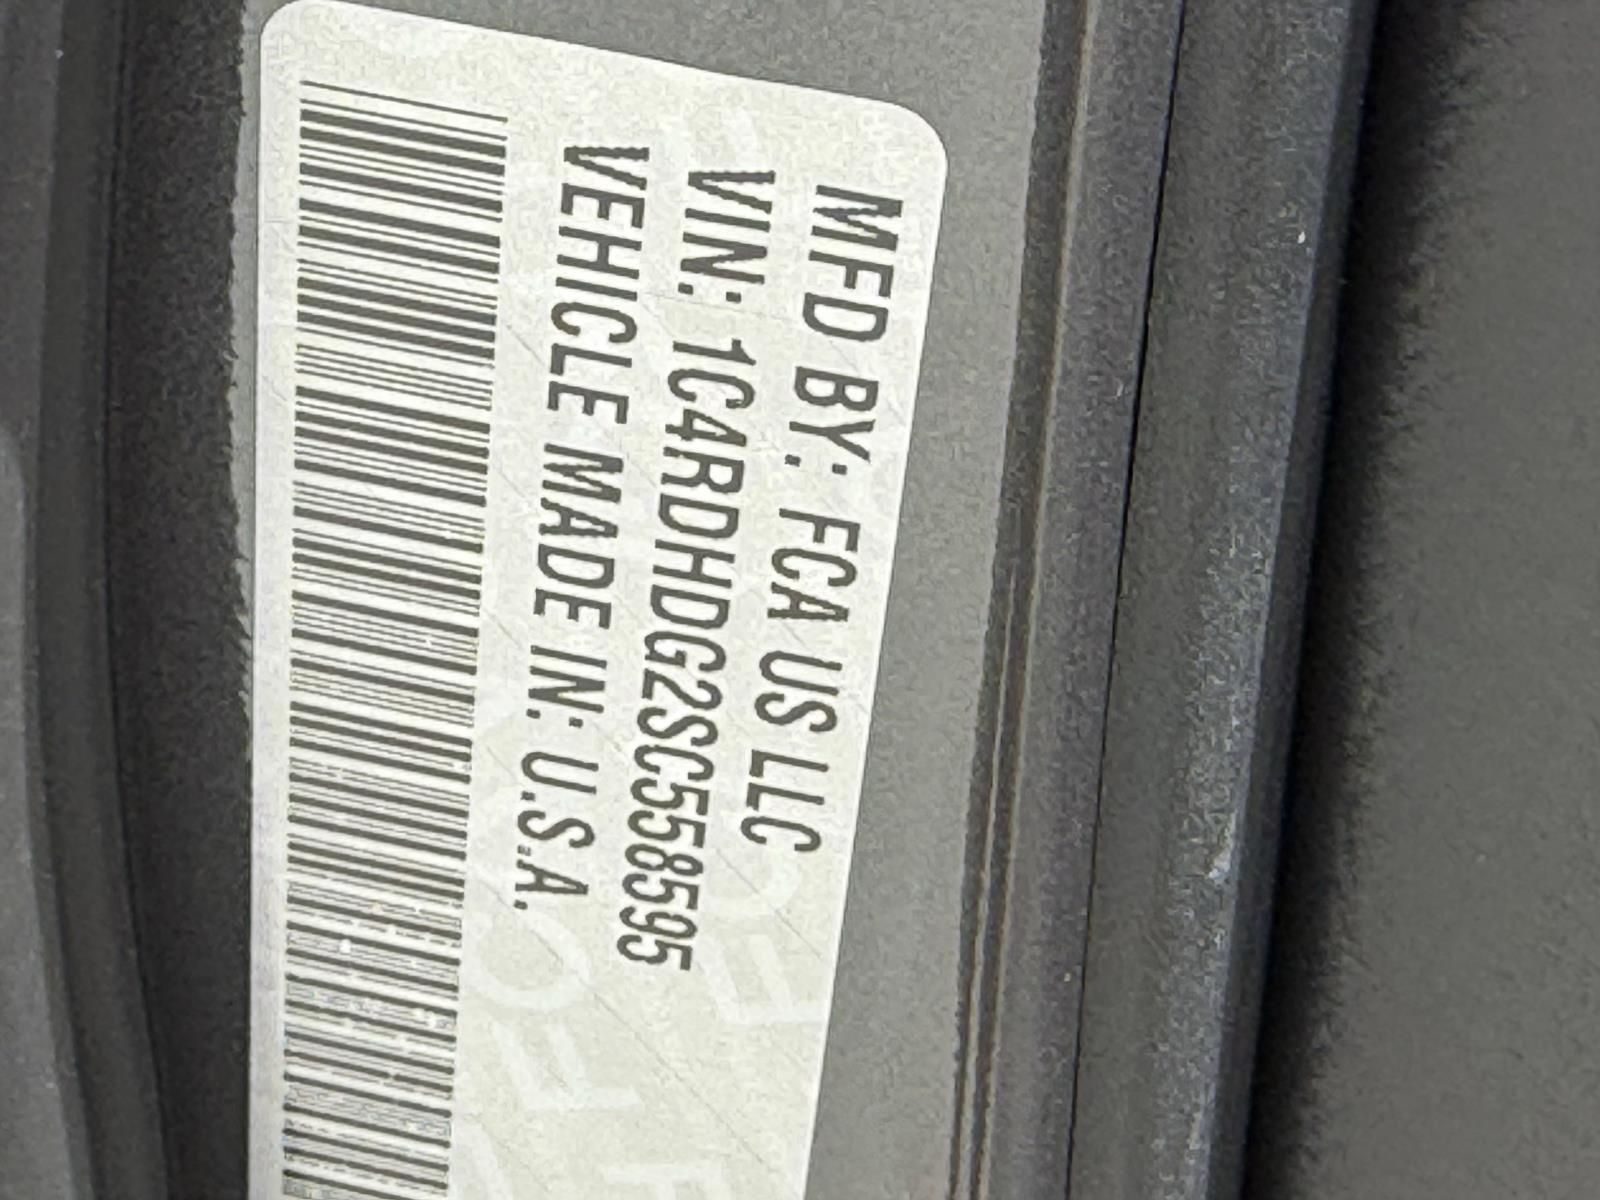 MFD BY: FCA US LLC
VIN: 1C4RDHDG2SC558595
VEHICLE MADE IN: U.S.A.